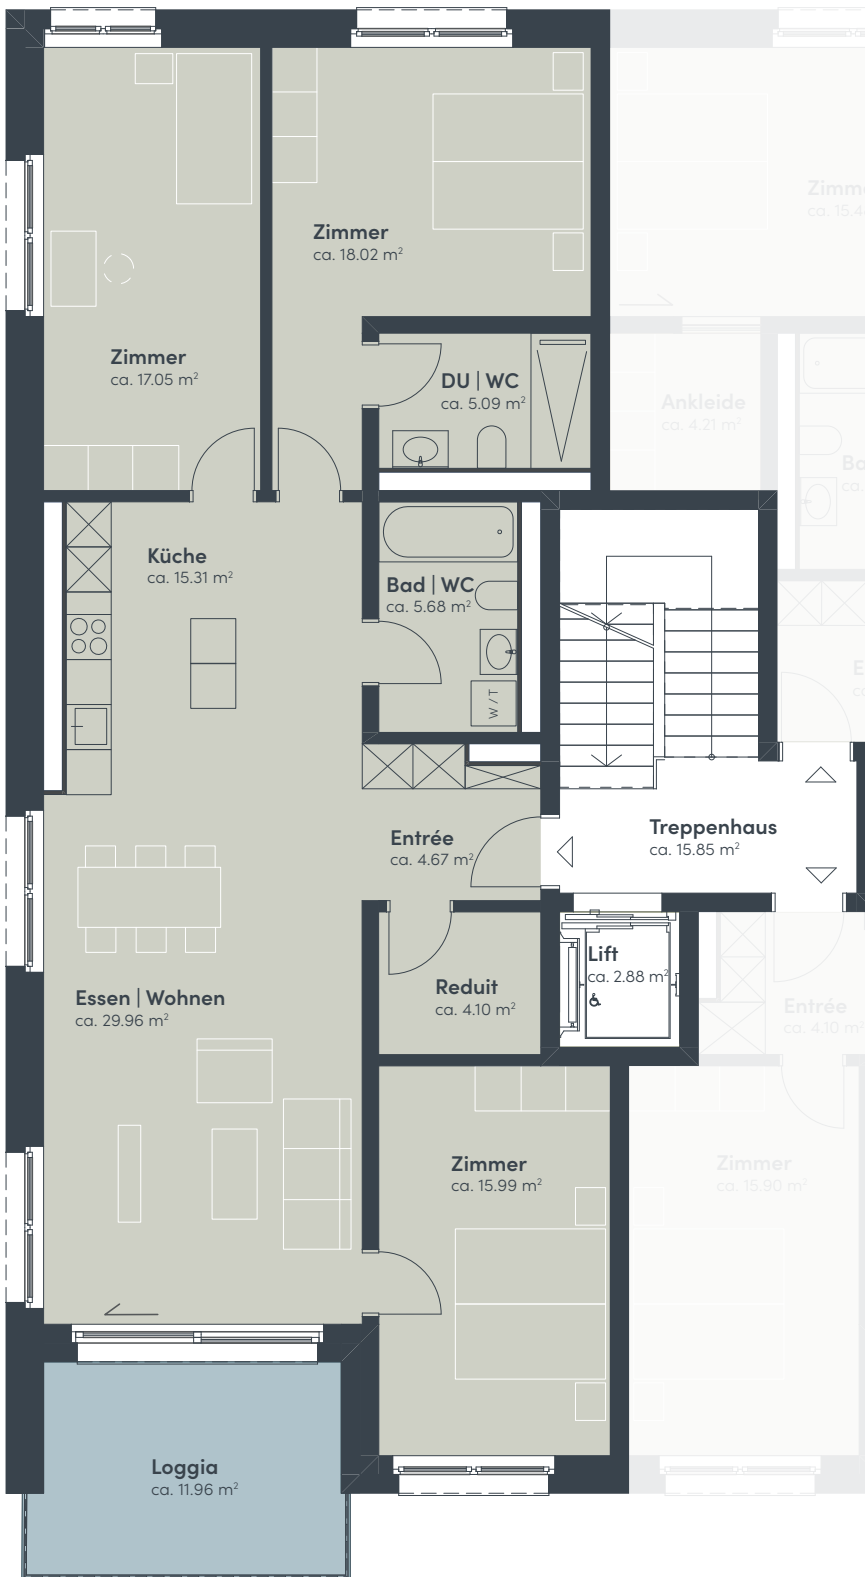 Zimmer
ca. 18.02 m²
Zimmer
ca. 17.05 m²
DU | WC
ca. 5.09 m²
Ankleide
ca. 4.21 m²
Küche
ca. 15.31 m²
Bad | WC
ca. 5.68 m²
W / T
Entrée
ca. 4.67 m²
Treppenhaus
ca. 15.85 m²
Reduit
ca. 4.10 m²
Lift
ca. 2.88 m²
Essen | Wohnen
ca. 29.96 m²
Entrée
ca. 4.10 m²
Zimmer
ca. 15.99 m²
Zimmer
ca. 15.90 m²
Loggia
ca. 11.96 m²